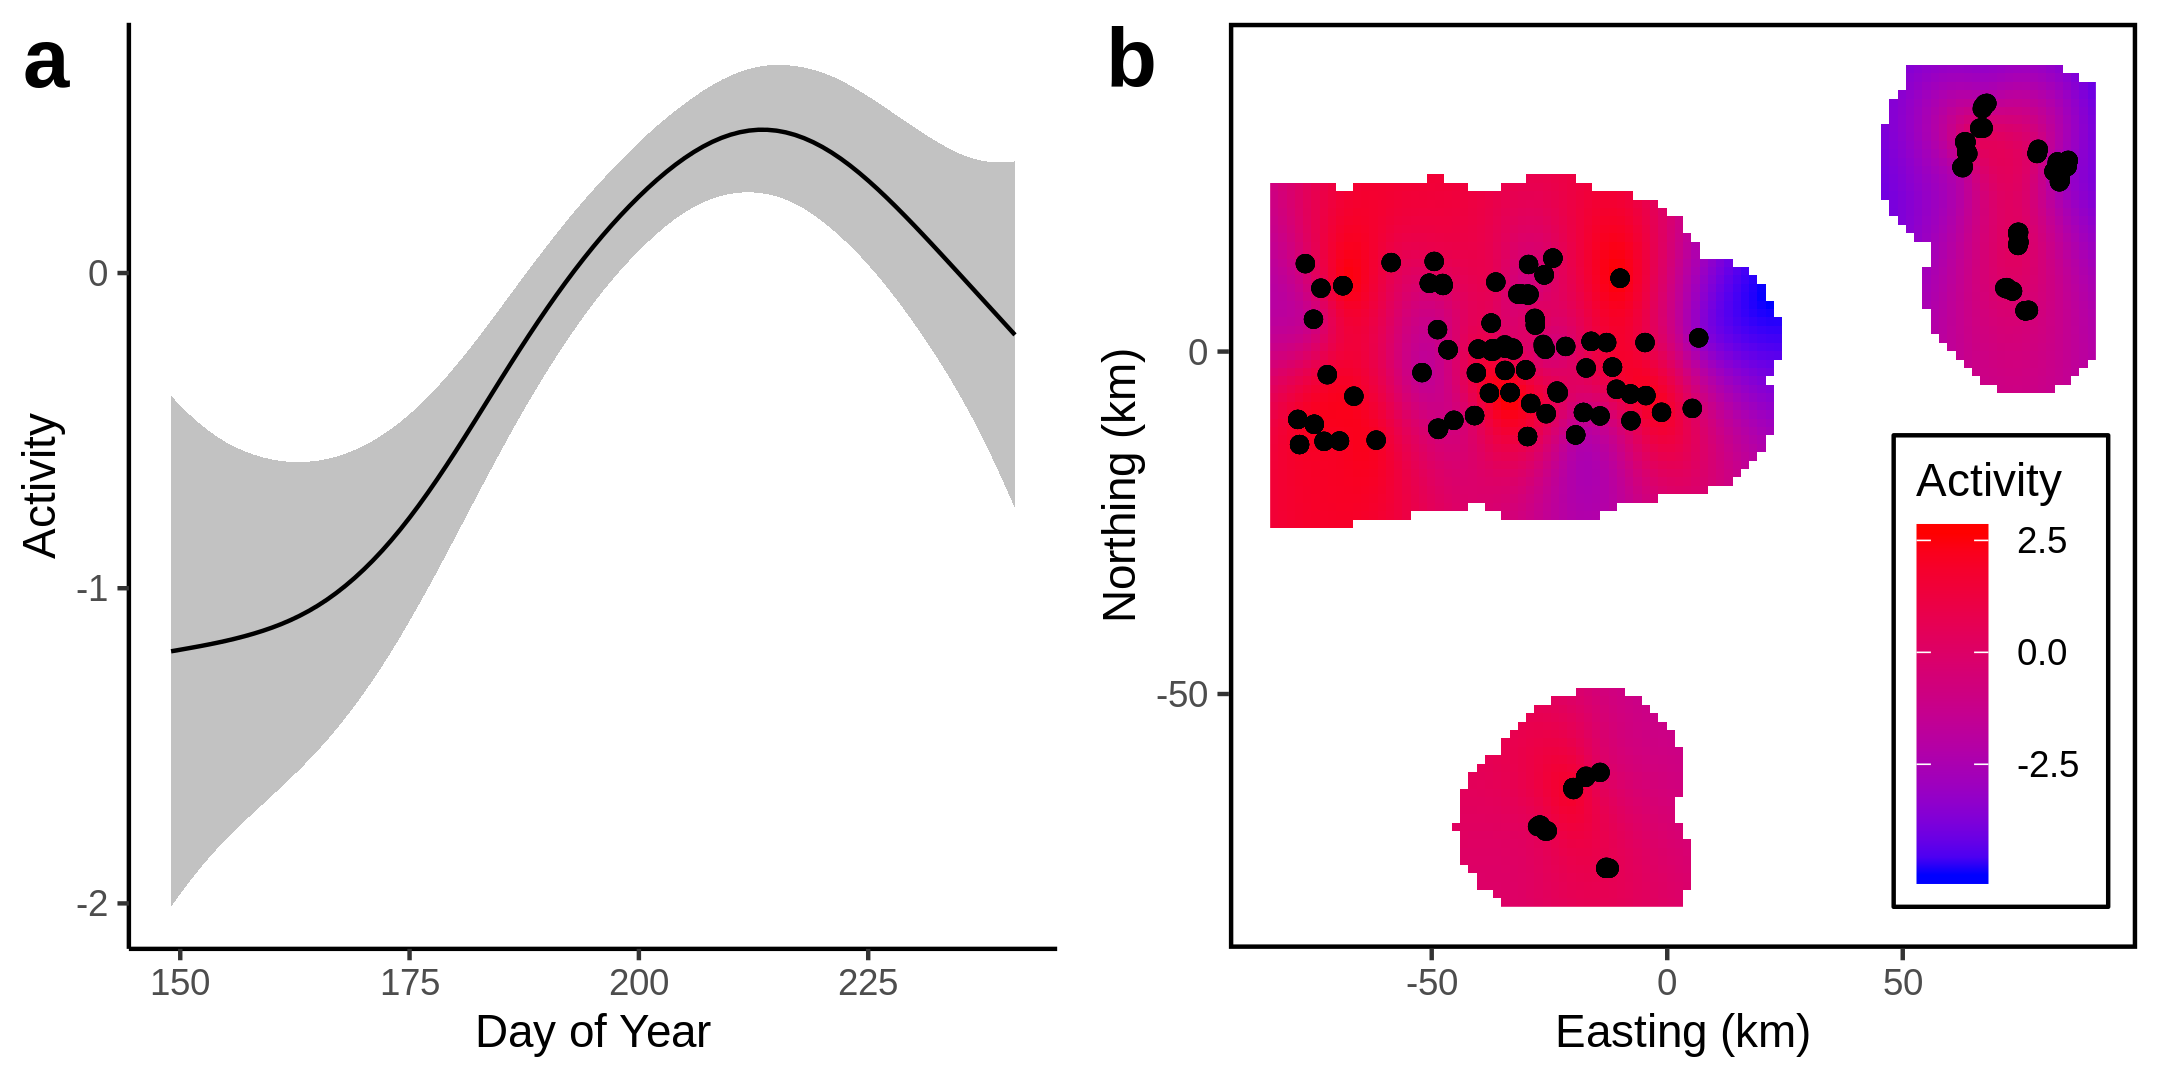 a
Activity
0
-1
-2
150 175 200 225
Day of Year
b
Northing (km)
0
-50
-50 0 50
Easting (km)
Activity
2.5
0.0
-2.5